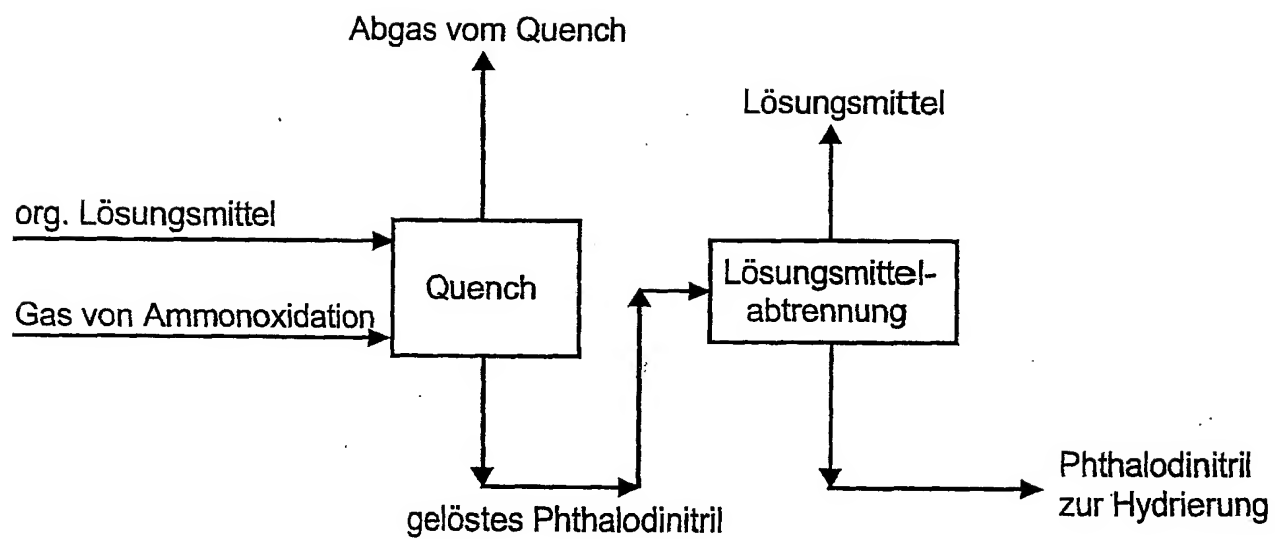 Abgas vom Quench
Lösungsmittel
org. Lösungsmittel
Gas von Ammonoxidation
Quench
Lösungsmittel-
abtrennung
gelöstes Phthalodinitril
Phthalodinitril
zur Hydrierung